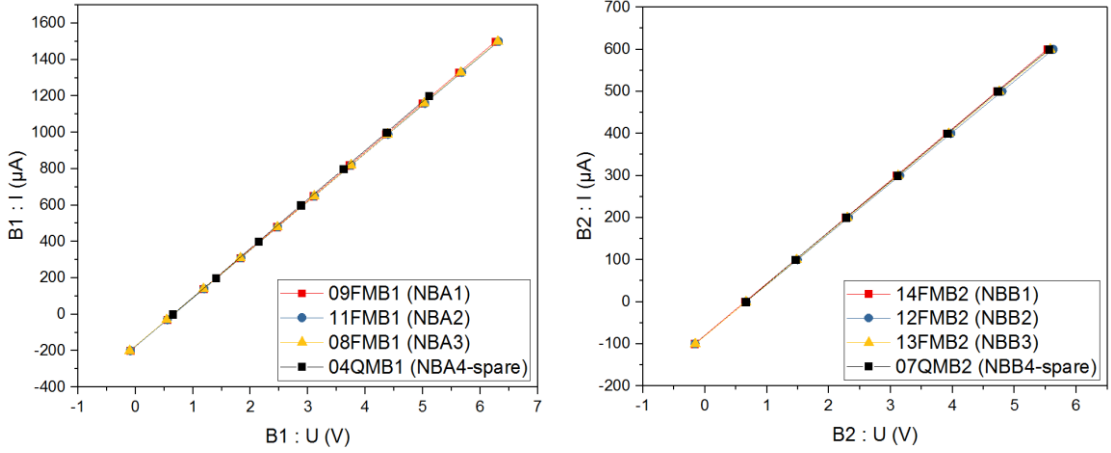 1600
1400
1200
1000
800
600
400
200
0
-200
-400
-1 0 1 2 3 4 5 6 7
B1 : I (µA)
B1 : U (V)
09FMB1 (NBA1)
11FMB1 (NBA2)
08FMB1 (NBA3)
04QMB1 (NBA4-spare)
700
600
500
400
300
200
100
0
-100
-200
-1 0 1 2 3 4 5 6
B2 : I (µA)
B2 : U (V)
14FMB2 (NBB1)
12FMB2 (NBB2)
13FMB2 (NBB3)
07QMB2 (NBB4-spare)